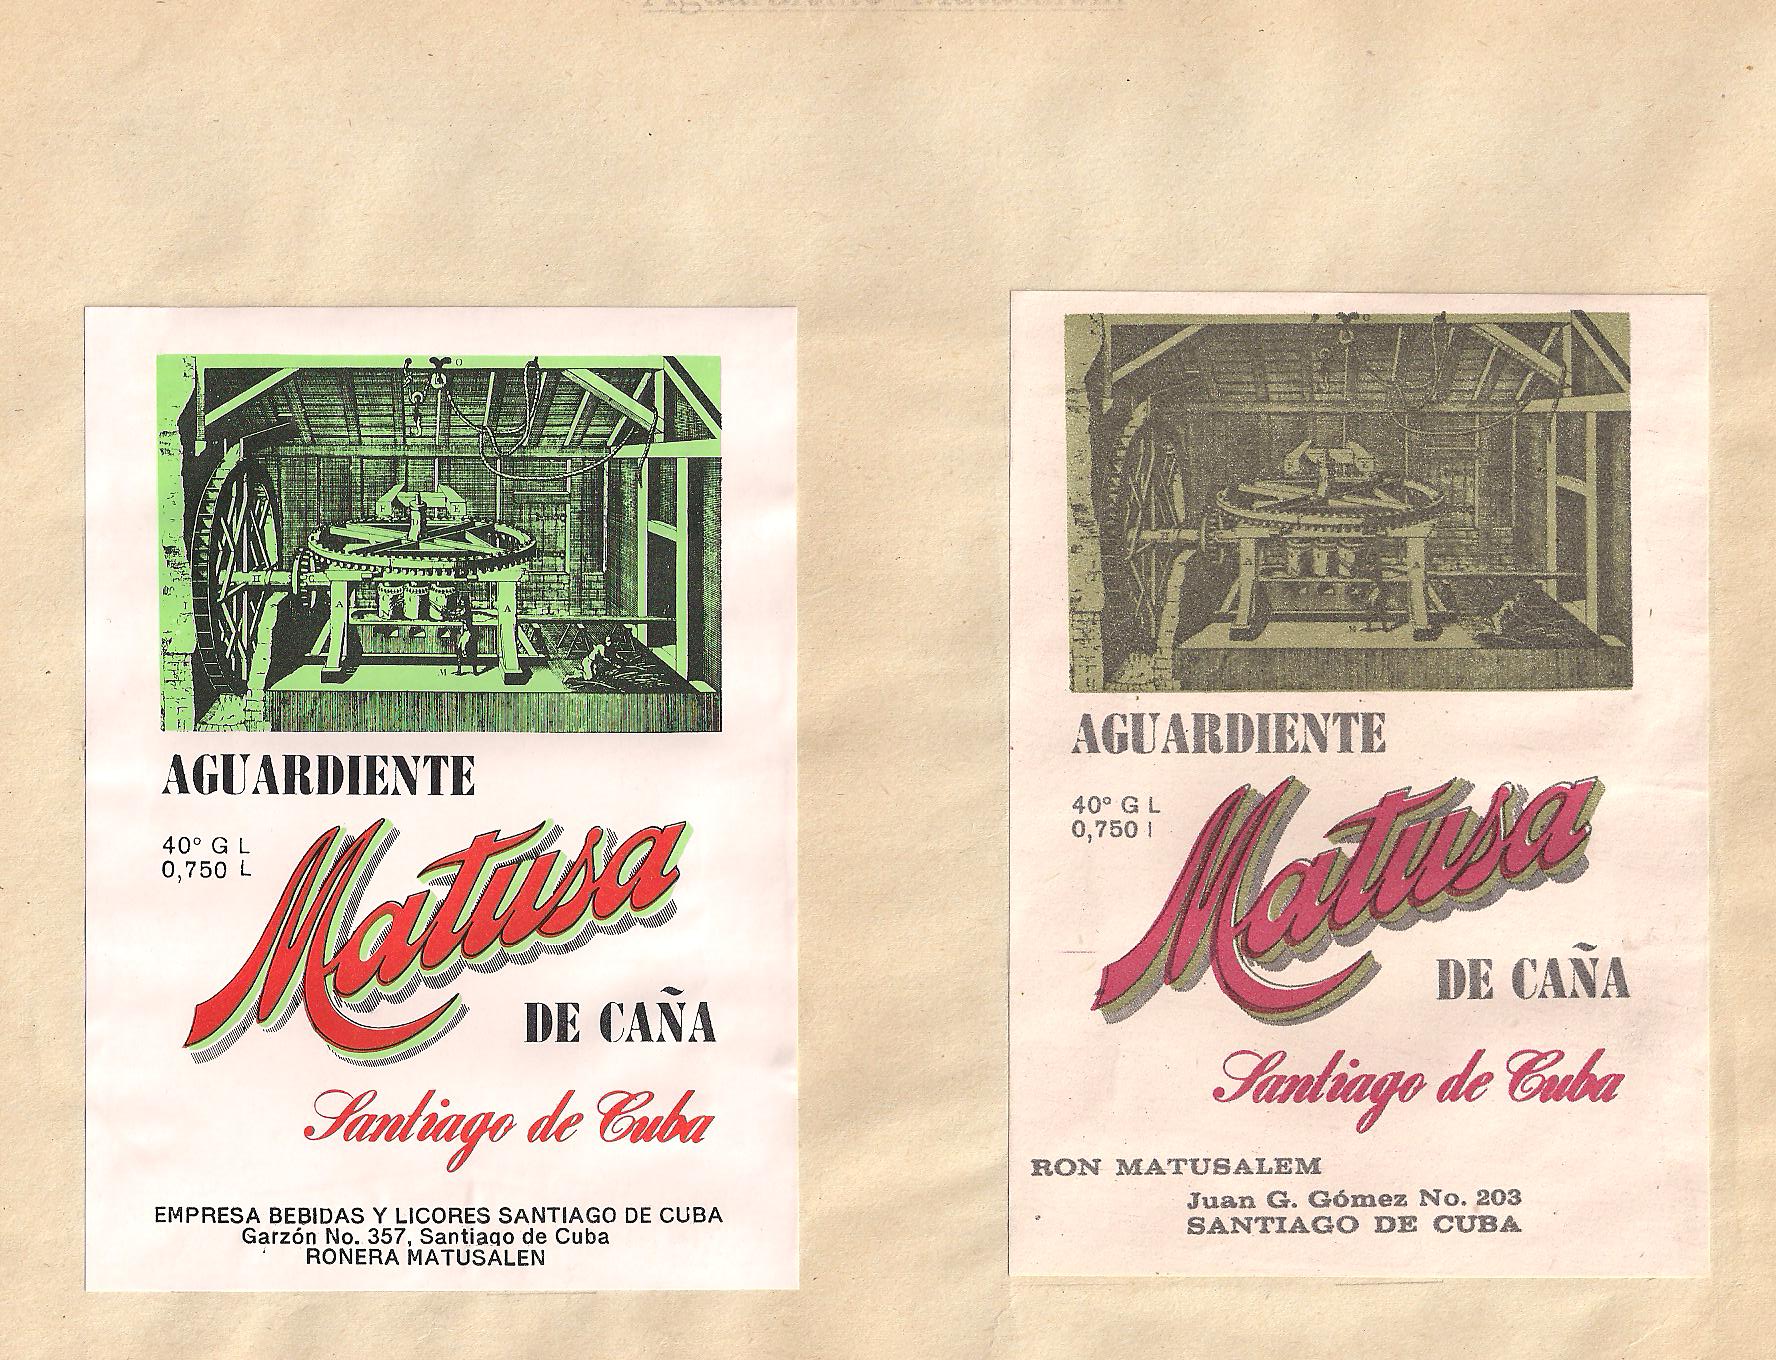 AGUARDIENTE
40° G L
0,750 L
Matusa
DE CAÑA
Santiago de Cuba
EMPRESA BEBIDAS Y LICORES SANTIAGO DE CUBA
Garzón No. 357, Santiago de Cuba
RONERA MATUSALEN
AGUARDIENTE
40° G L
0,750 l
Matusa
DE CAÑA
Santiago de Cuba
RON MATUSALEM
Juan G. Gómez No. 203
SANTIAGO DE CUBA